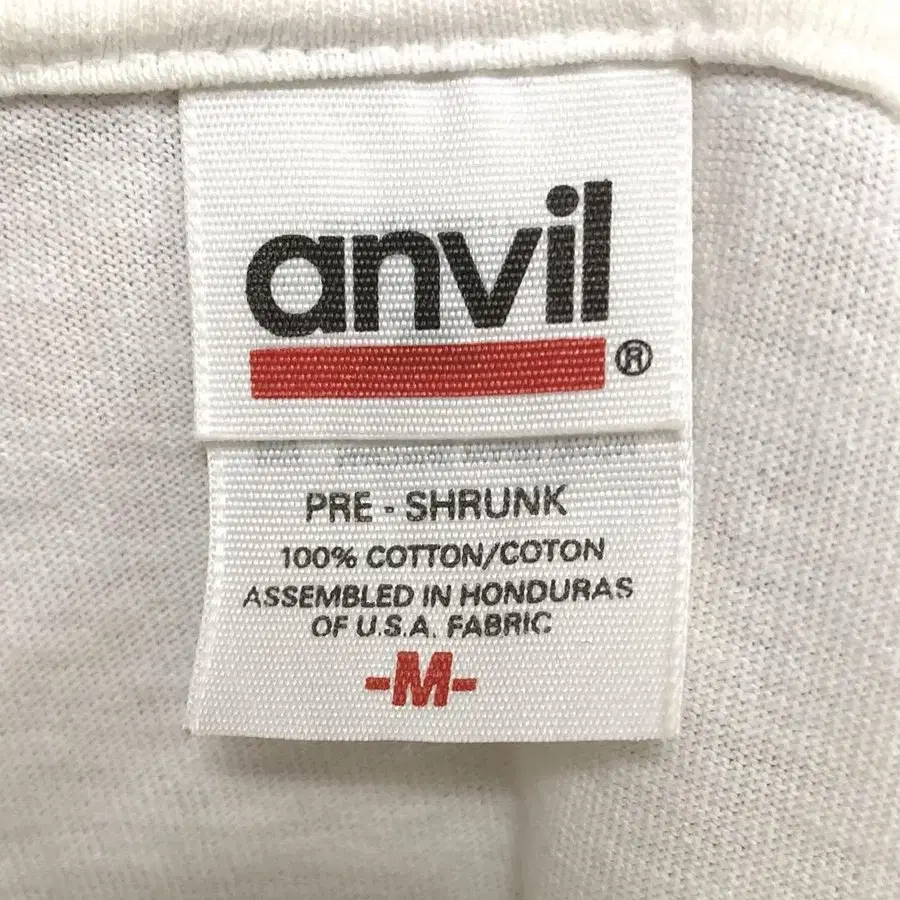 anvil
®
PRE - SHRUNK
100% COTTON/COTON
ASSEMBLED IN HONDURAS
OF U.S.A. FABRIC
-M-